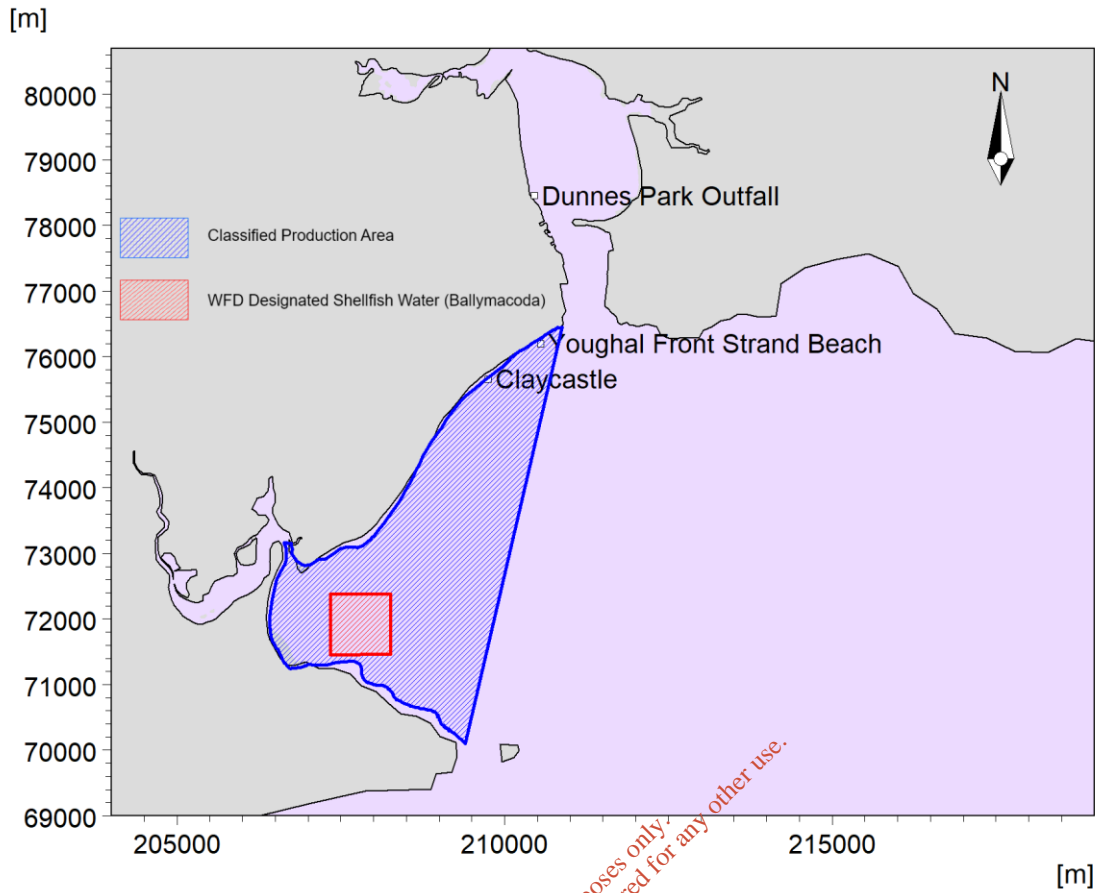 [m]
80000
N
79000
Dunnes Park Outfall
78000
Classified Production Area
77000
WFD Designated Shellfish Water (Ballymacoda)
76000
Youghal Front Strand Beach
Claycastle
75000
74000
73000
72000
71000
70000
69000
oses only.
red for any other use.
205000
210000
215000
[m]